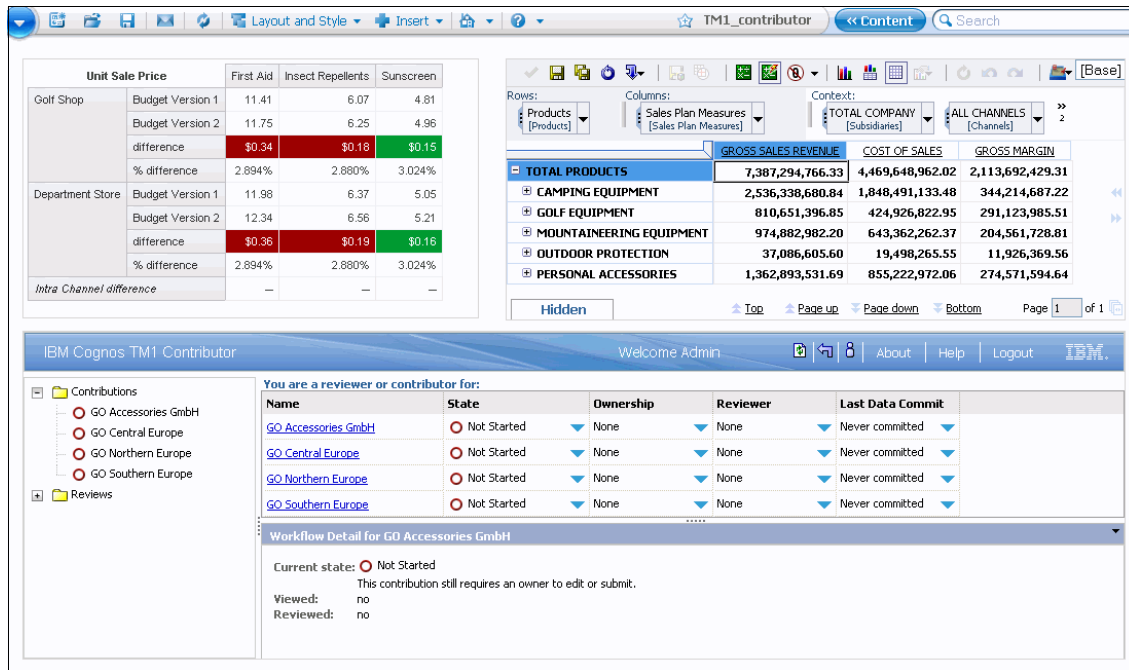 Layout and Style Insert TM1_contributor « Content Search
Unit Sale Price First Aid Insect Repellents Sunscreen
Golf Shop Budget Version 1 11.41 6.07 4.81
Budget Version 2 11.75 6.25 4.96
difference $0.34 $0.18 $0.15
% difference 2.894% 2.880% 3.024%
Department Store Budget Version 1 11.98 6.37 5.05
Budget Version 2 12.34 6.56 5.21
difference $0.36 $0.19 $0.16
% difference 2.894% 2.880% 3.024%
Intra Channel difference — — —
[Base]
Rows: Columns: Context:
Products Sales Plan Measures TOTAL COMPANY ALL CHANNELS »
[Products] [Sales Plan Measures] [Subsidiaries] [Channels] 2
GROSS SALES REVENUE COST OF SALES GROSS MARGIN
TOTAL PRODUCTS 7,387,294,766.33 4,469,648,962.02 2,113,692,429.31
CAMPING EQUIPMENT 2,536,338,680.84 1,848,491,133.48 344,214,687.22
GOLF EQUIPMENT 810,651,396.85 424,926,822.95 291,123,985.51
MOUNTAINEERING EQUIPMENT 974,882,982.20 643,362,262.37 204,561,728.81
OUTDOOR PROTECTION 37,086,605.60 19,498,265.55 11,926,369.56
PERSONAL ACCESSORIES 1,362,893,531.69 855,222,972.06 274,571,594.64
Hidden Top Page up Page down Bottom Page 1 of 1
IBM Cognos TM1 Contributor Welcome Admin About Help Logout IBM.
Contributions
GO Accessories GmbH
GO Central Europe
GO Northern Europe
GO Southern Europe
Reviews
You are a reviewer or contributor for:
Name State Ownership Reviewer Last Data Commit
GO Accessories GmbH Not Started None None Never committed
GO Central Europe Not Started None None Never committed
GO Northern Europe Not Started None None Never committed
GO Southern Europe Not Started None None Never committed
Workflow Detail for GO Accessories GmbH
Current state: Not Started
This contribution still requires an owner to edit or submit.
Viewed: no
Reviewed: no